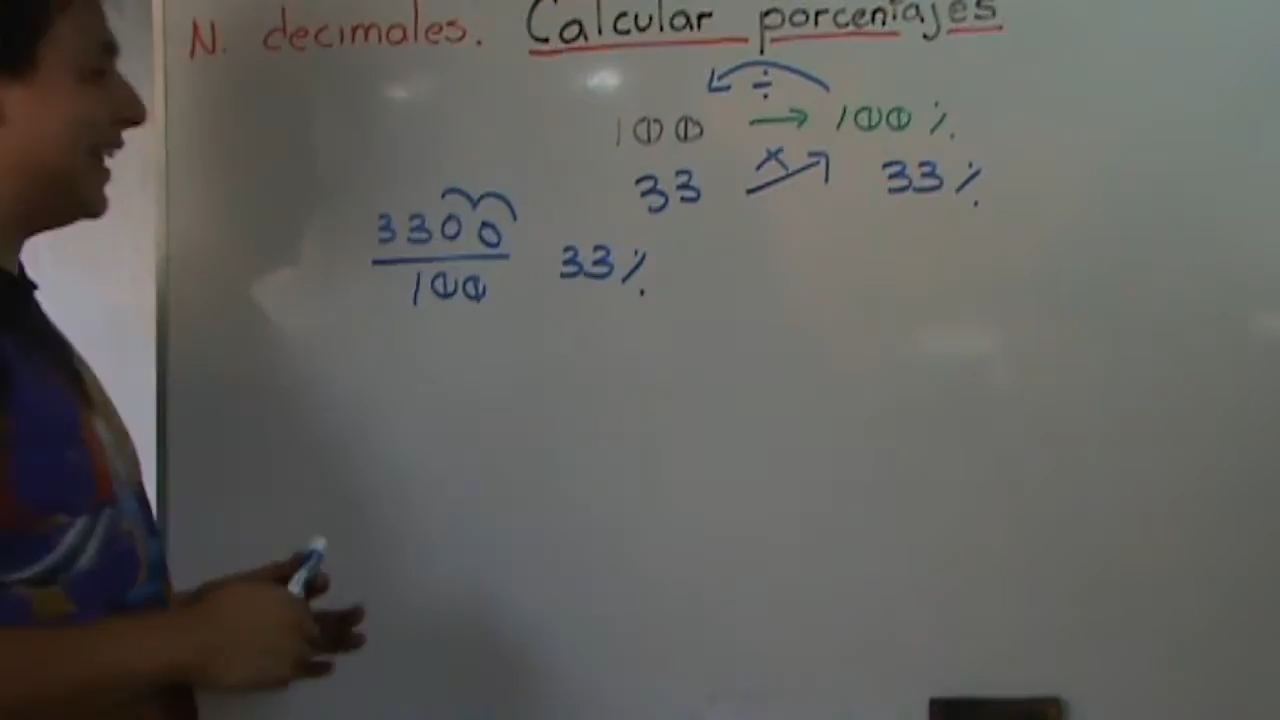 N. decimales. Calcular porcentajes
÷
100 → 100 %
33 x 33 %
3300
100
33 %